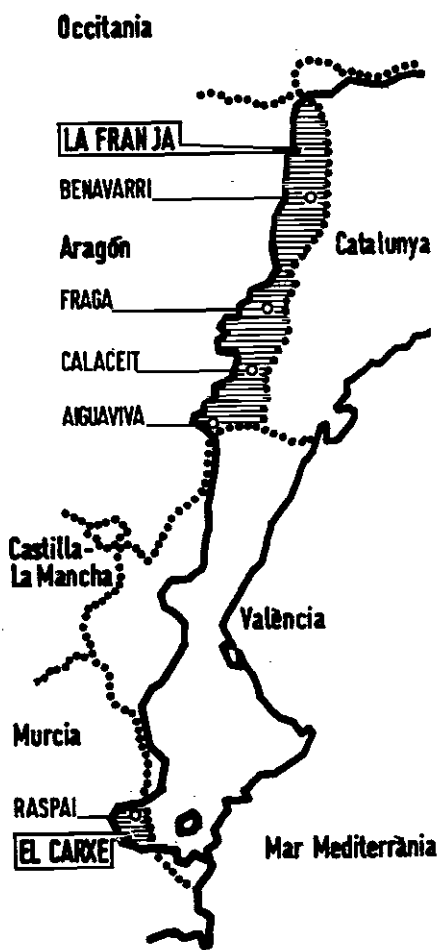 Occitania
LA FRANJA
BENAVARRI
Aragón
Catalunya
FRAGA
CALACEIT
AIGUAVIVA
Castilla-
La Mancha
València
Murcia
RASPAI
EL CARXE
Mar Mediterrània